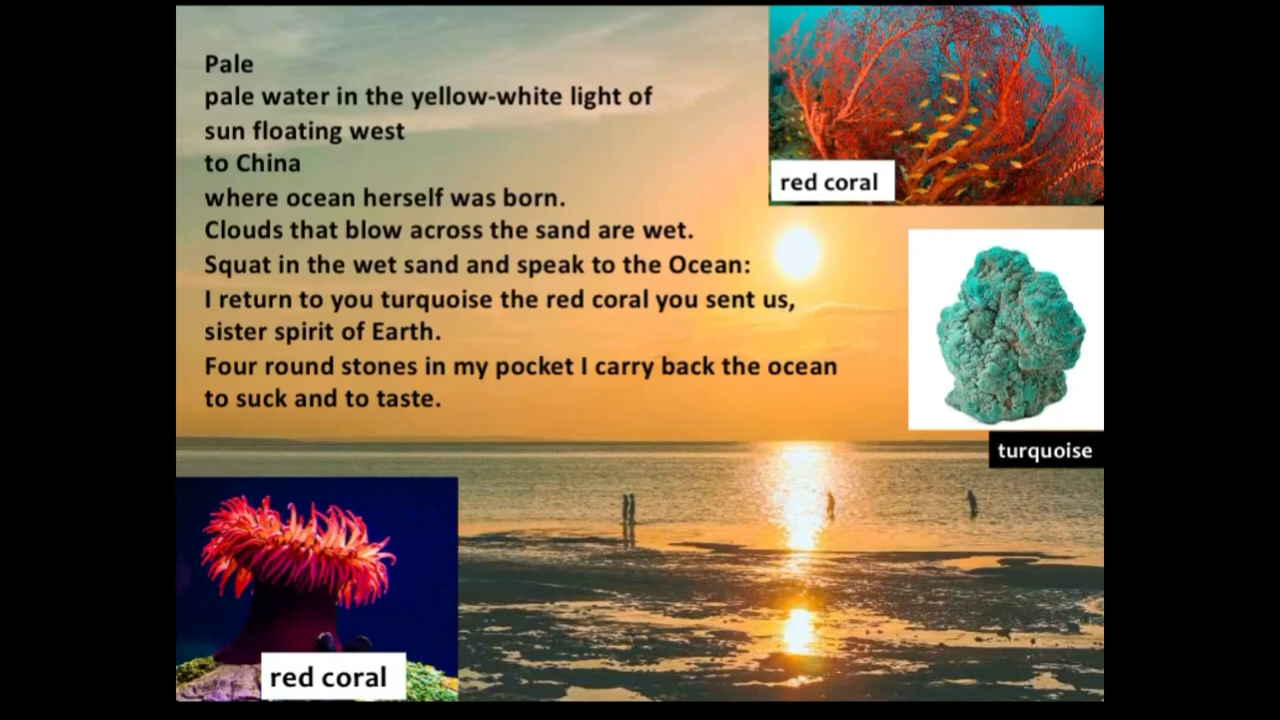 Pale
pale water in the yellow-white light of
sun floating west
to China
where ocean herself was born.
Clouds that blow across the sand are wet.
Squat in the wet sand and speak to the Ocean:
I return to you turquoise the red coral you sent us,
sister spirit of Earth.
Four round stones in my pocket I carry back the ocean
to suck and to taste.
red coral
turquoise
red coral